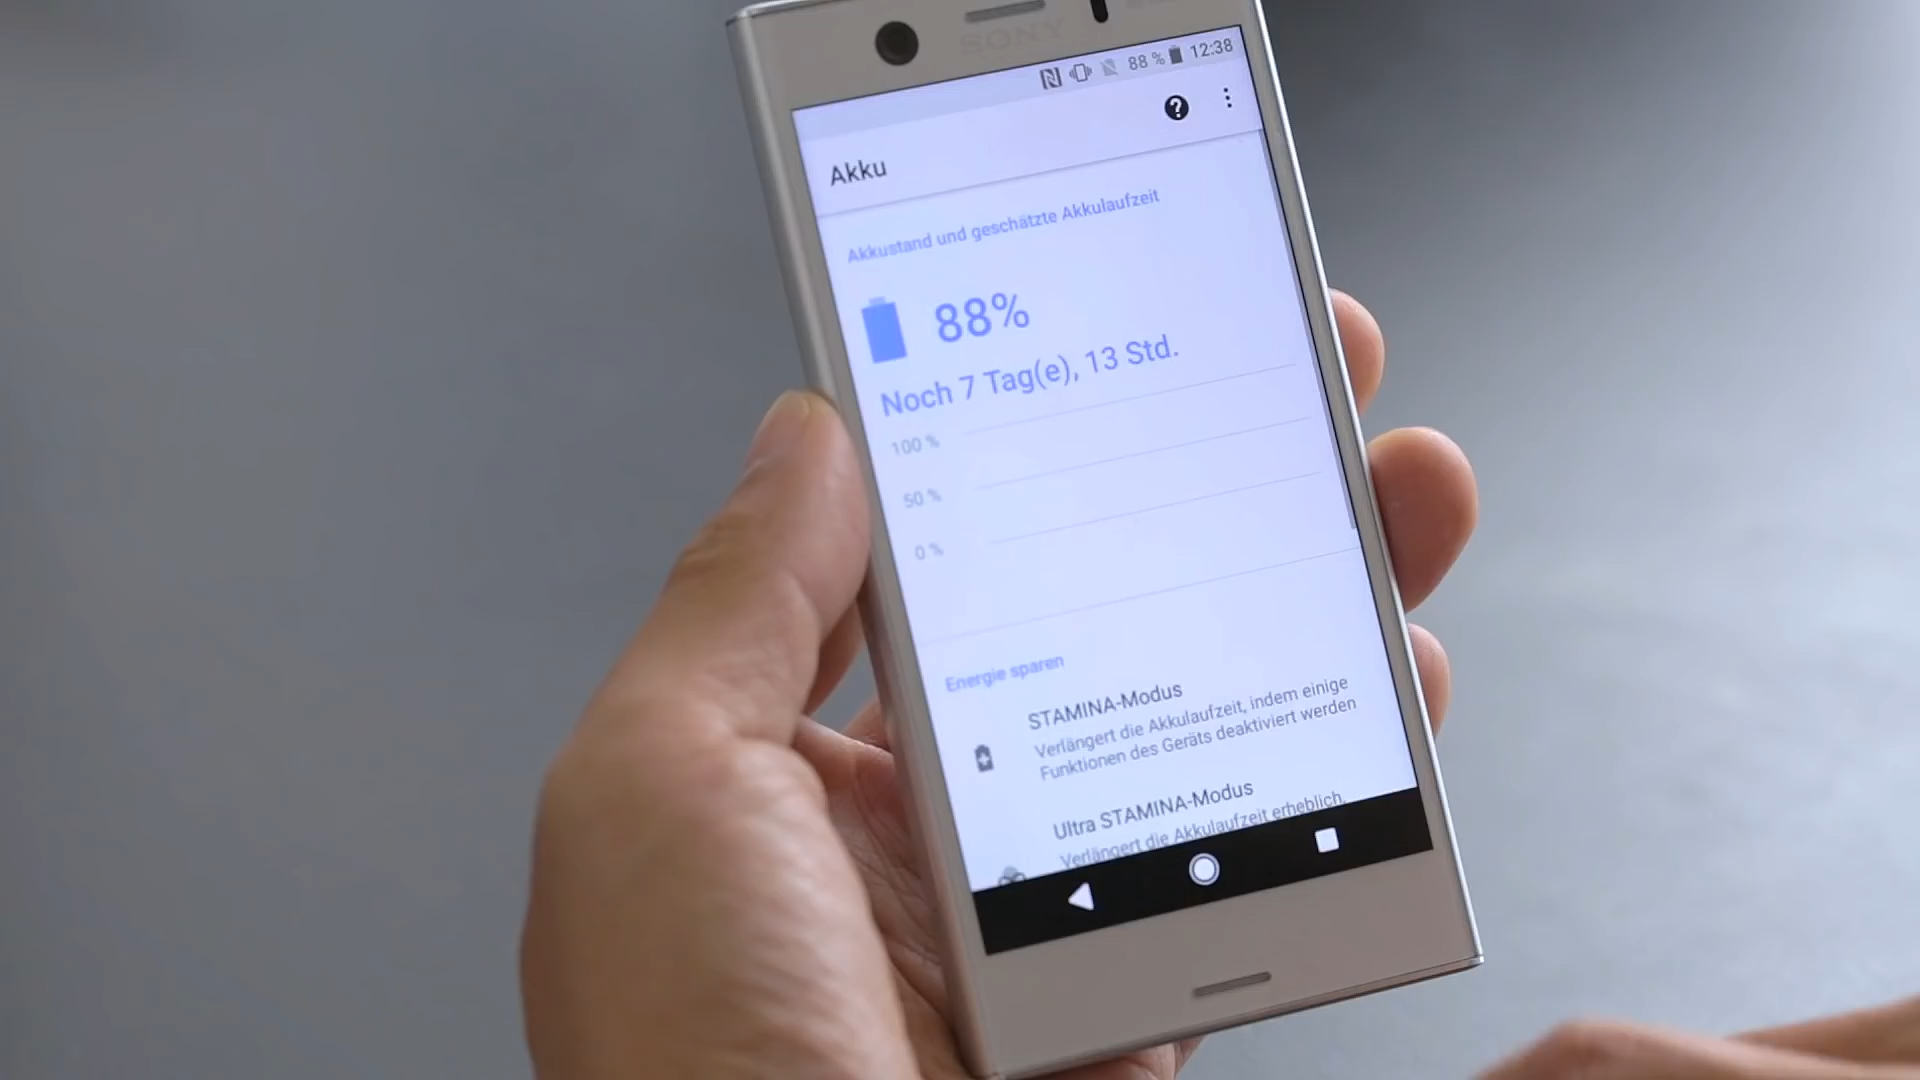 SONY
88 % 12:38
Akku
Akkustand und geschätzte Akkulaufzeit
88%
Noch 7 Tag(e), 13 Std.
100 %
50 %
0 %
Energie sparen
STAMINA-Modus
Verlängert die Akkulaufzeit, indem einige
Funktionen des Geräts deaktiviert werden
Ultra STAMINA-Modus
Verlängert die Akkulaufzeit erheblich,